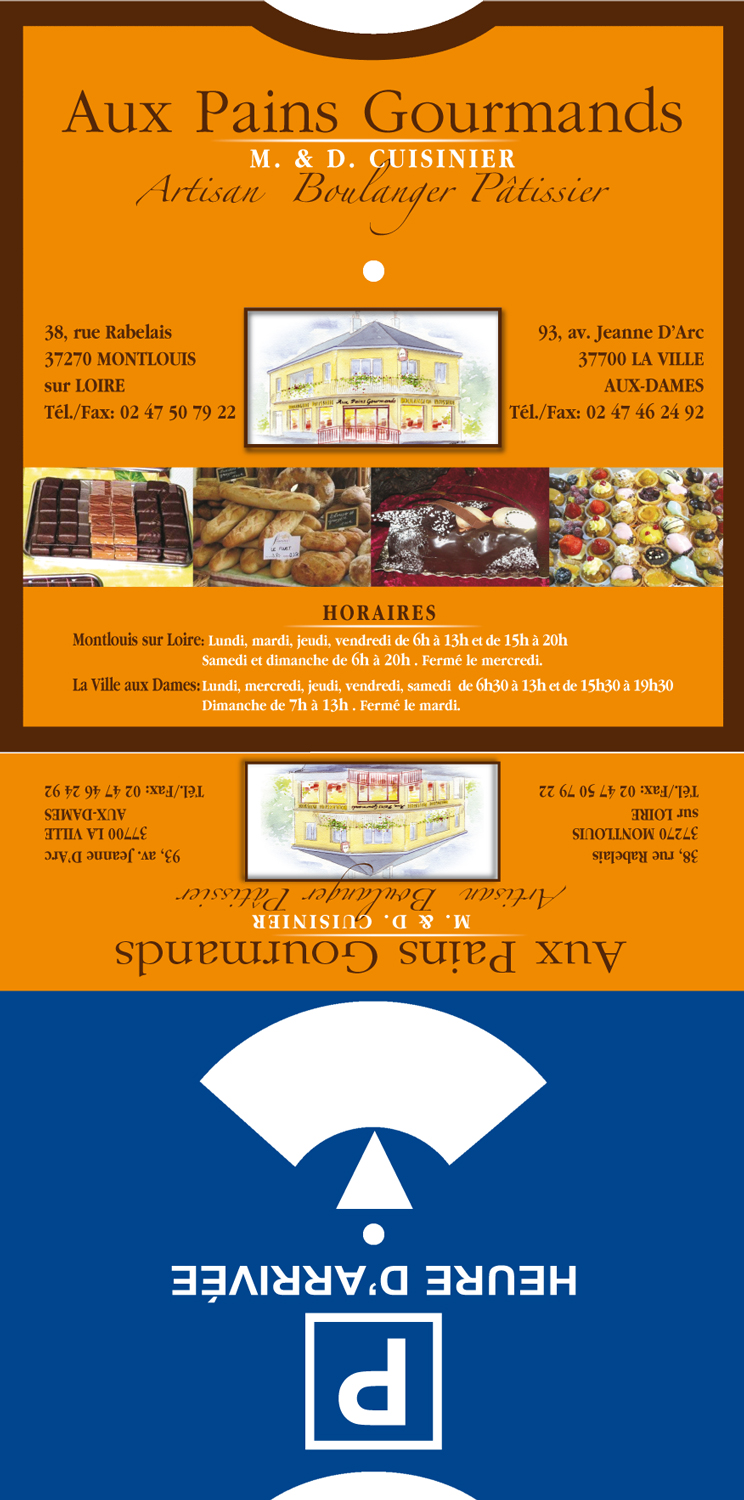 Aux Pains Gourmands
M. & D. CUISINIER
Artisan Boulanger Pâtissier
38, rue Rabelais
37270 MONTLOUIS
sur LOIRE
Tél./Fax: 02 47 50 79 22
Aux Pains Gourmands
93, av. Jeanne D'Arc
37700 LA VILLE
AUX-DAMES
Tél./Fax: 02 47 46 24 92
HORAIRES
Montlouis sur Loire: Lundi, mardi, jeudi, vendredi de 6h à 13h et de 15h à 20h
Samedi et dimanche de 6h à 20h . Fermé le mercredi.
La Ville aux Dames: Lundi, mercredi, jeudi, vendredi, samedi de 6h30 à 13h et de 15h30 à 19h30
Dimanche de 7h à 13h . Fermé le mardi.
P
HEURE D'ARRIVÉE
Aux Pains Gourmands
M. & D. CUISINIER
Artisan Boulanger Pâtissier
38, rue Rabelais
37270 MONTLOUIS
sur LOIRE
Tél./Fax: 02 47 50 79 22
Aux Pains Gourmands
93, av. Jeanne D'Arc
37700 LA VILLE
AUX-DAMES
Tél./Fax: 02 47 46 24 92